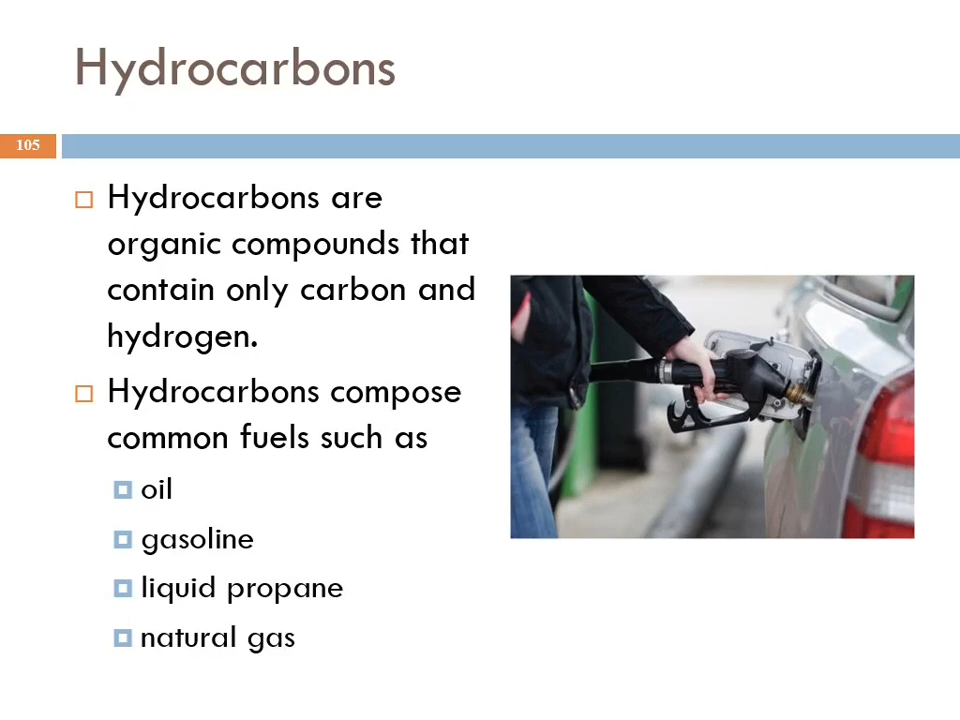 Hydrocarbons
105
Hydrocarbons are
organic compounds that
contain only carbon and
hydrogen.
Hydrocarbons compose
common fuels such as
oil
gasoline
liquid propane
natural gas